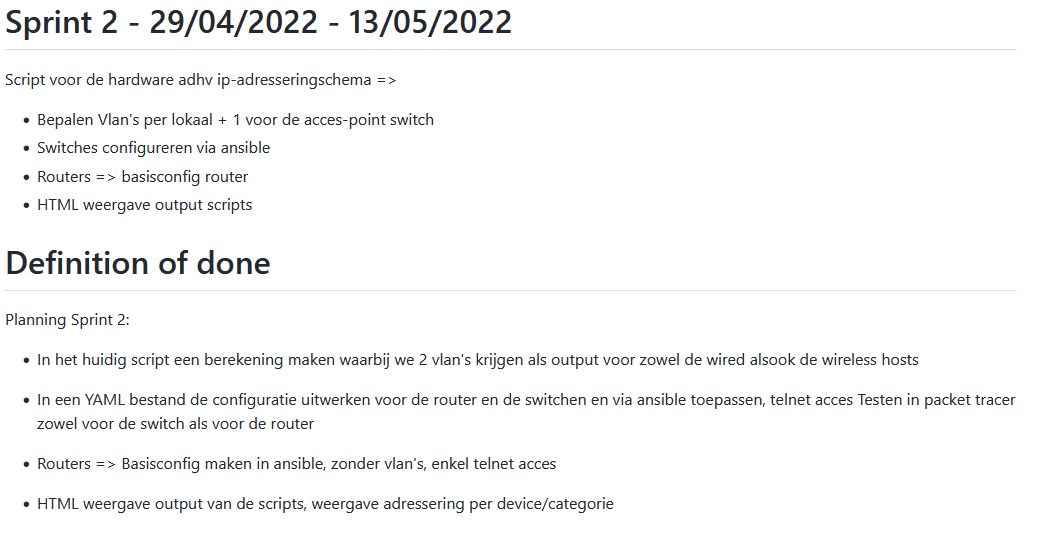 Sprint 2 - 29/04/2022 - 13/05/2022
Script voor de hardware adhv ip-adresseringschema =>
• Bepalen Vlan's per lokaal + 1 voor de acces-point switch
• Switches configureren via ansible
• Routers => basisconfig router
• HTML weergave output scripts
Definition of done
Planning Sprint 2:
• In het huidig script een berekening maken waarbij we 2 vlan's krijgen als output voor zowel de wired alsook de wireless hosts
• In een YAML bestand de configuratie uitwerken voor de router en de switchen en via ansible toepassen, telnet acces Testen in packet tracer
zowel voor de switch als voor de router
• Routers => Basisconfig maken in ansible, zonder vlan's, enkel telnet acces
• HTML weergave output van de scripts, weergave adressering per device/categorie